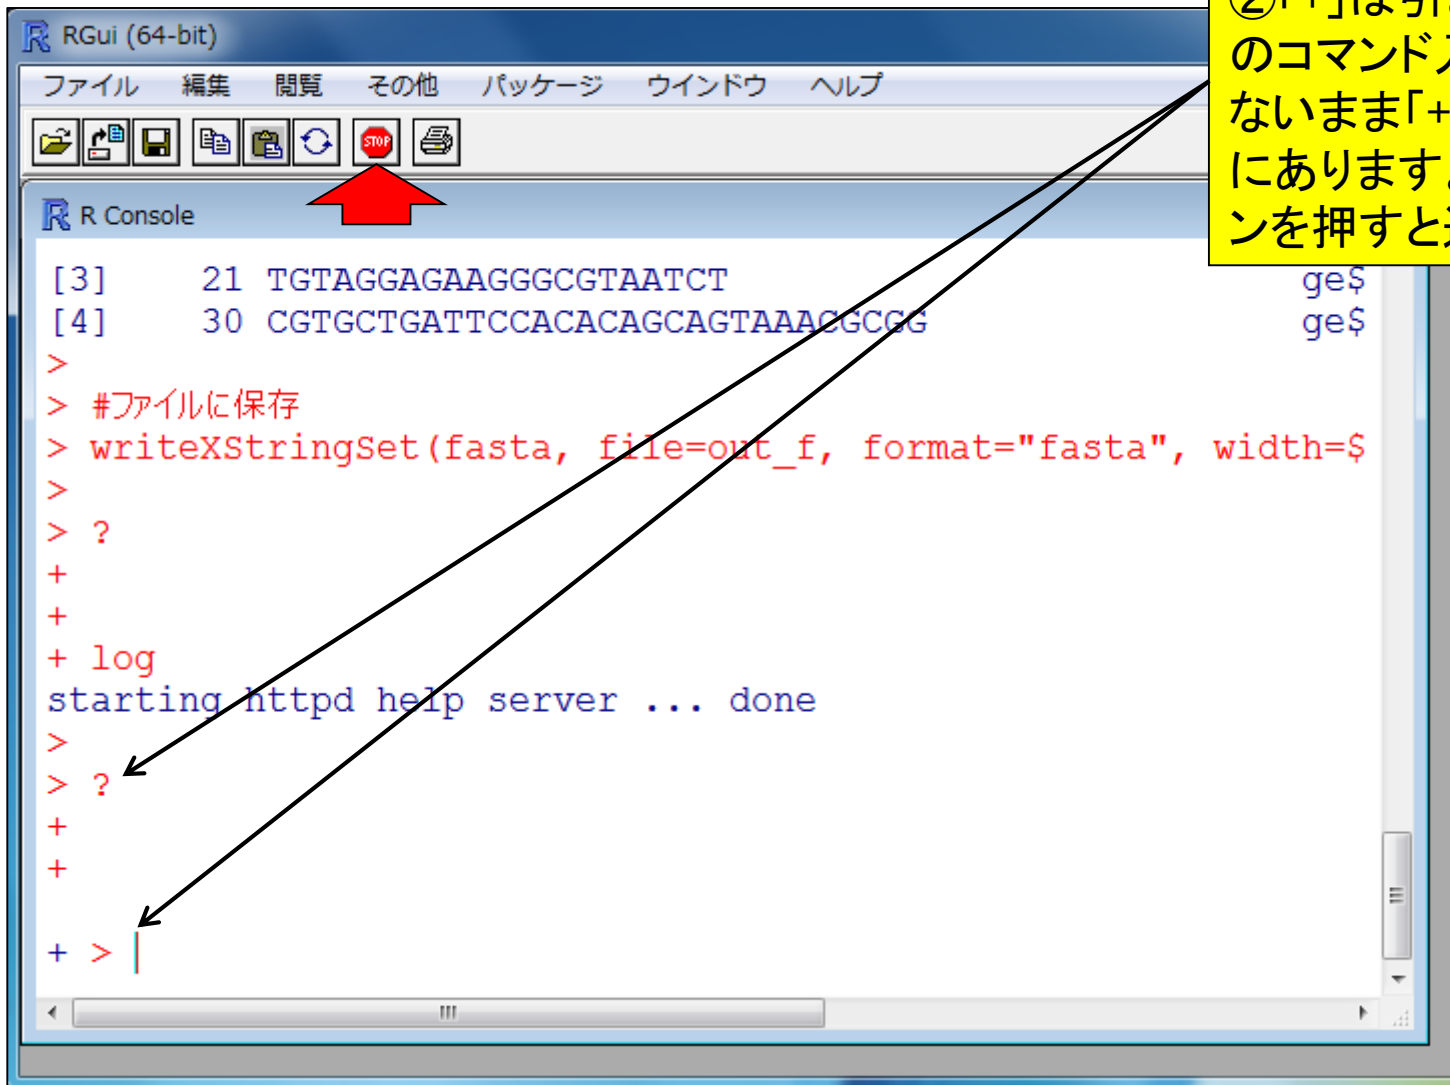 RGui (64-bit)
ファイル 編集 閲覧 その他 パッケージ ウインドウ ヘルプ
STOP
R Console
[3] 21 TGTAGGAGAAGGGCGTAATCT ge$
[4] 30 CGTGCTGATTCCACACAGCAGTAAACGCGG ge$
>
> #ファイルに保存
> writeXStringSet(fasta, file=out_f, format="fasta", width=$
>
> ?
+
+
+ log
starting httpd help server ... done
>
> ?
+
+
+ >
のコマンド入
ないまま「+
にあります。
ンを押すと